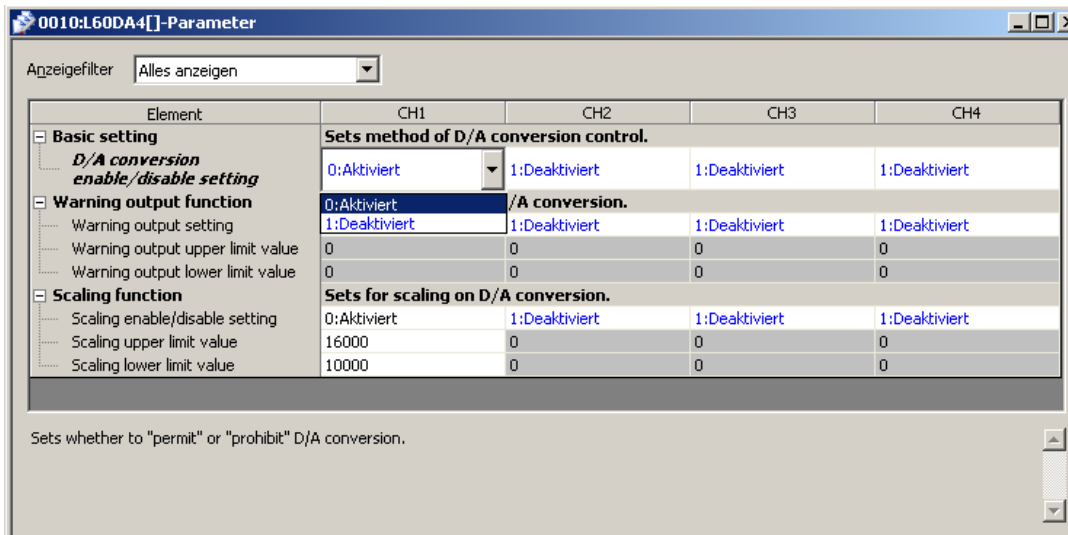 0010:L60DA4[]-Parameter
Anzeigefilter Alles anzeigen
Element CH1 CH2 CH3 CH4
Basic setting Sets method of D/A conversion control.
D/A conversion
enable/disable setting 0:Aktiviert 1:Deaktiviert 1:Deaktiviert 1:Deaktiviert
Warning output function 0:Aktiviert /A conversion.
Warning output setting 1:Deaktiviert 1:Deaktiviert 1:Deaktiviert 1:Deaktiviert
Warning output upper limit value 0 0 0 0
Warning output lower limit value 0 0 0 0
Scaling function Sets for scaling on D/A conversion.
Scaling enable/disable setting 0:Aktiviert 1:Deaktiviert 1:Deaktiviert 1:Deaktiviert
Scaling upper limit value 16000 0 0 0
Scaling lower limit value 10000 0 0 0
Sets whether to "permit" or "prohibit" D/A conversion.